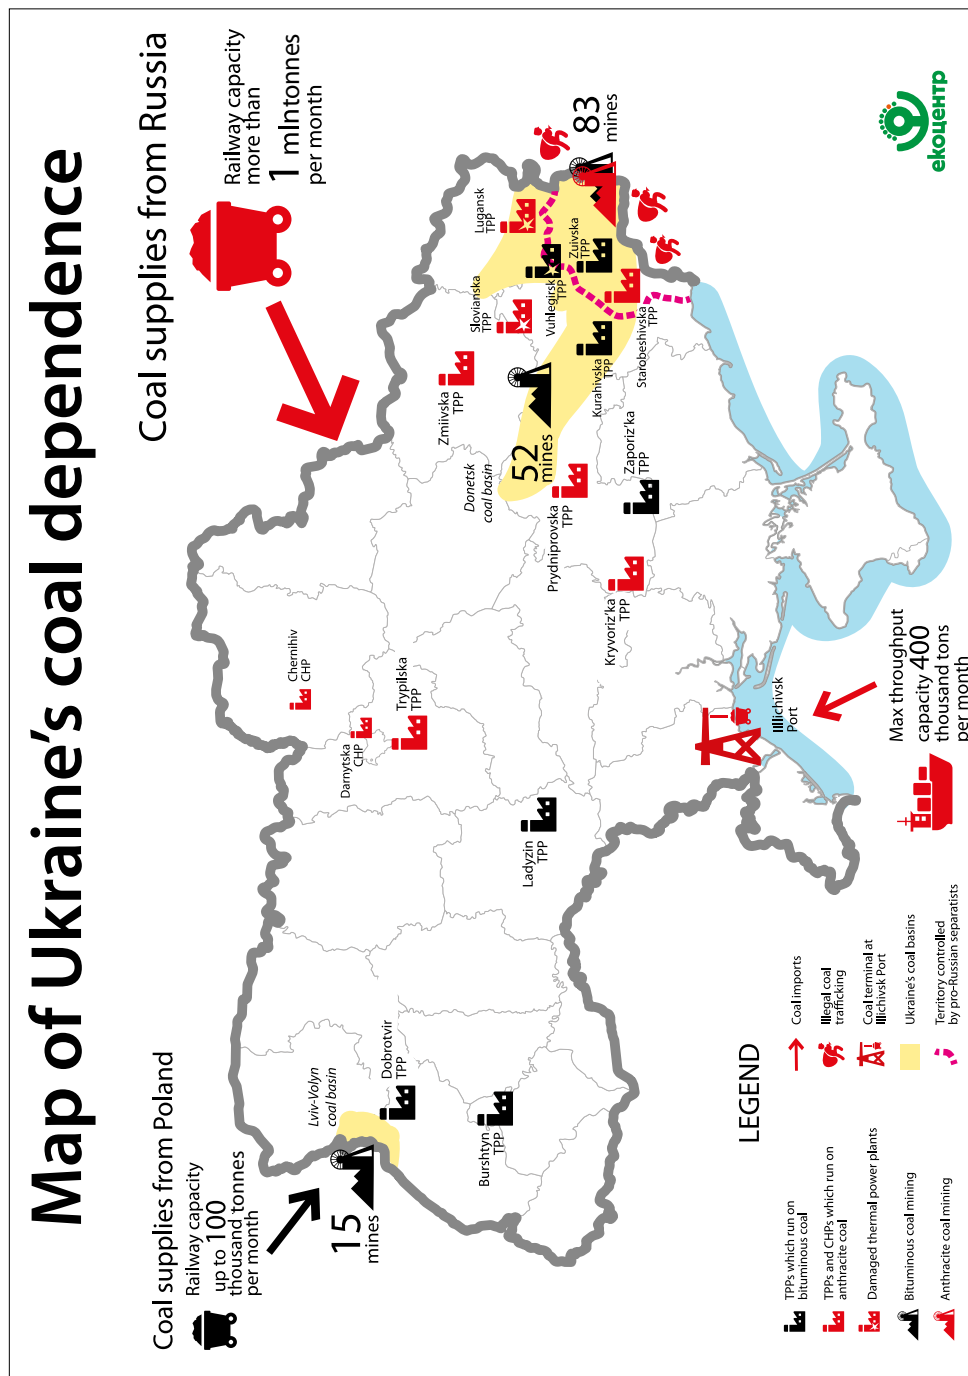 Map of Ukraine's coal dependence
Coal supplies from Poland
Railway capacity
up to 100
thousand tonnes
per month
Coal supplies from Russia
Railway capacity
more than
1 mlntonnes
per month
15
mines
Lviv-Volyn
coal basin
Dobrotvir
TPP
Burshtyn
TPP
Ladyzin
TPP
Chernihiv
CHP
Darnytska
CHP
Trypilska
TPP
Zmiivska
TPP
Slovianska
TPP
Lugansk
TPP
Donetsk
coal basin
52
mines
Vuhlegirsk
TPP
Zuivska
TPP
83
mines
Kurahivska
TPP
Starobeshivska
TPP
Prydniprovska
TPP
Zaporiz'ka
TPP
Kryvoriz'ka
TPP
Illichivsk
Port
Max throughput
capacity 400
thousand tons
per month
LEGEND
TPPs which run on
bituminous coal
TPPs and CHPs which run on
anthracite coal
Damaged thermal power plants
Bituminous coal mining
Anthracite coal mining
Coal imports
Illegal coal
trafficking
Coal terminal at
Illichivsk Port
Ukraine's coal basins
Territory controlled
by pro-Russian separatists
екоцентр